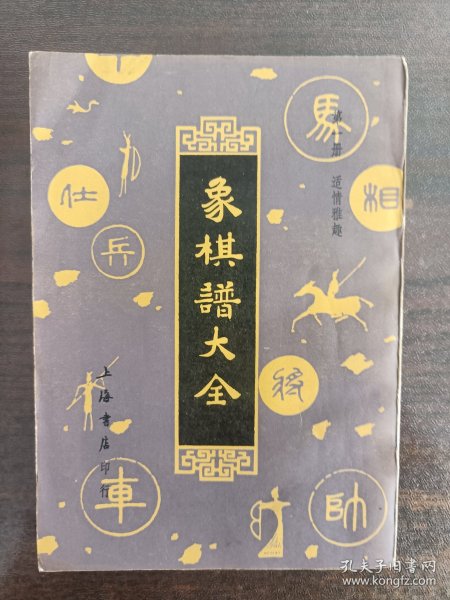 象棋譜大全
第一册 适情雅趣
上海書店印行
馬
相
仕
兵
將
車
帥
孔夫子旧书网
www.kongfz.com